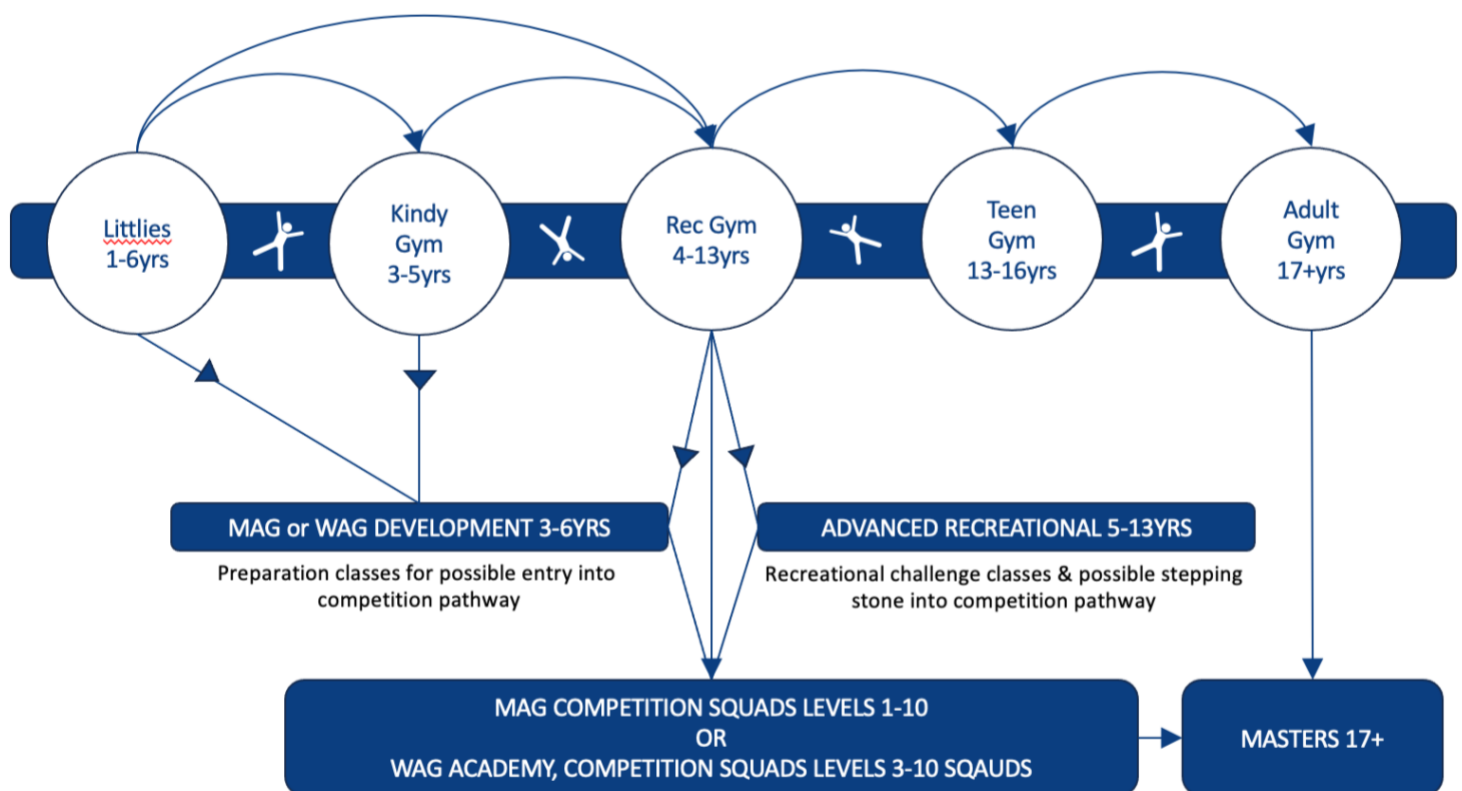 Littlies
1-6yrs
Kindy
Gym
3-5yrs
Rec Gym
4-13yrs
Teen
Gym
13-16yrs
Adult
Gym
17+yrs
MAG or WAG DEVELOPMENT 3-6YRS
Preparation classes for possible entry into
competition pathway
ADVANCED RECREATIONAL 5-13YRS
Recreational challenge classes & possible stepping
stone into competition pathway
MAG COMPETITION SQUADS LEVELS 1-10
OR
WAG ACADEMY, COMPETITION SQUADS LEVELS 3-10 SQAUDS
MASTERS 17+